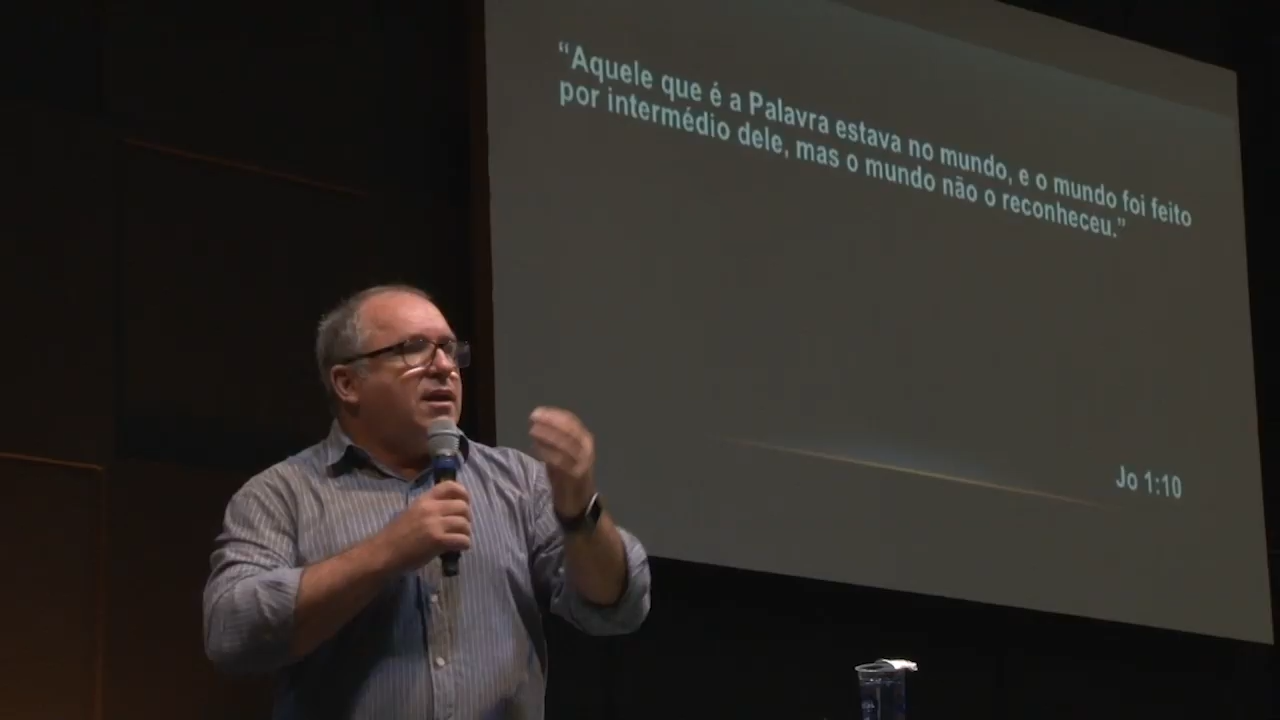 “Aquele que é a Palavra estava no mundo, e o mundo foi feito
por intermédio dele, mas o mundo não o reconheceu.”
Jo 1:10